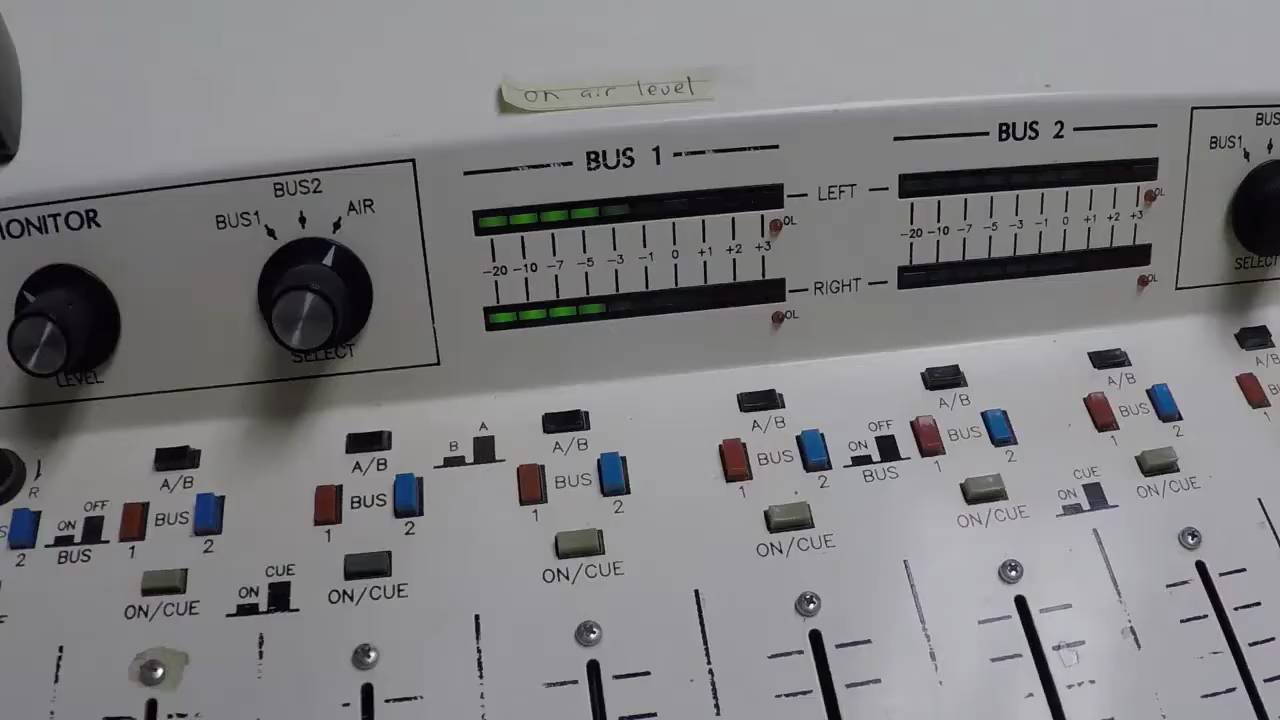 on air level
BUS 1
BUS 2
BUS1
BUS2
AIR
SELECT
MONITOR
LEVEL
LEFT
RIGHT
OL
OL
-20 -10 -7 -5 -3 -1 0 +1 +2 +3
OL
OL
-20 -10 -7 -5 -3 -1 0 +1 +2 +3
BUS1
BUS
SELECT
R
2
ON OFF
BUS
A/B
BUS
1 2
ON/CUE
ON CUE
A/B
BUS
1 2
ON/CUE
B A
A/B
BUS
1 2
ON/CUE
A/B
BUS
1 2
ON/CUE
ON OFF
BUS
A/B
BUS
1 2
ON/CUE
ON CUE
A/B
BUS
1 2
ON/CUE
A/B
1